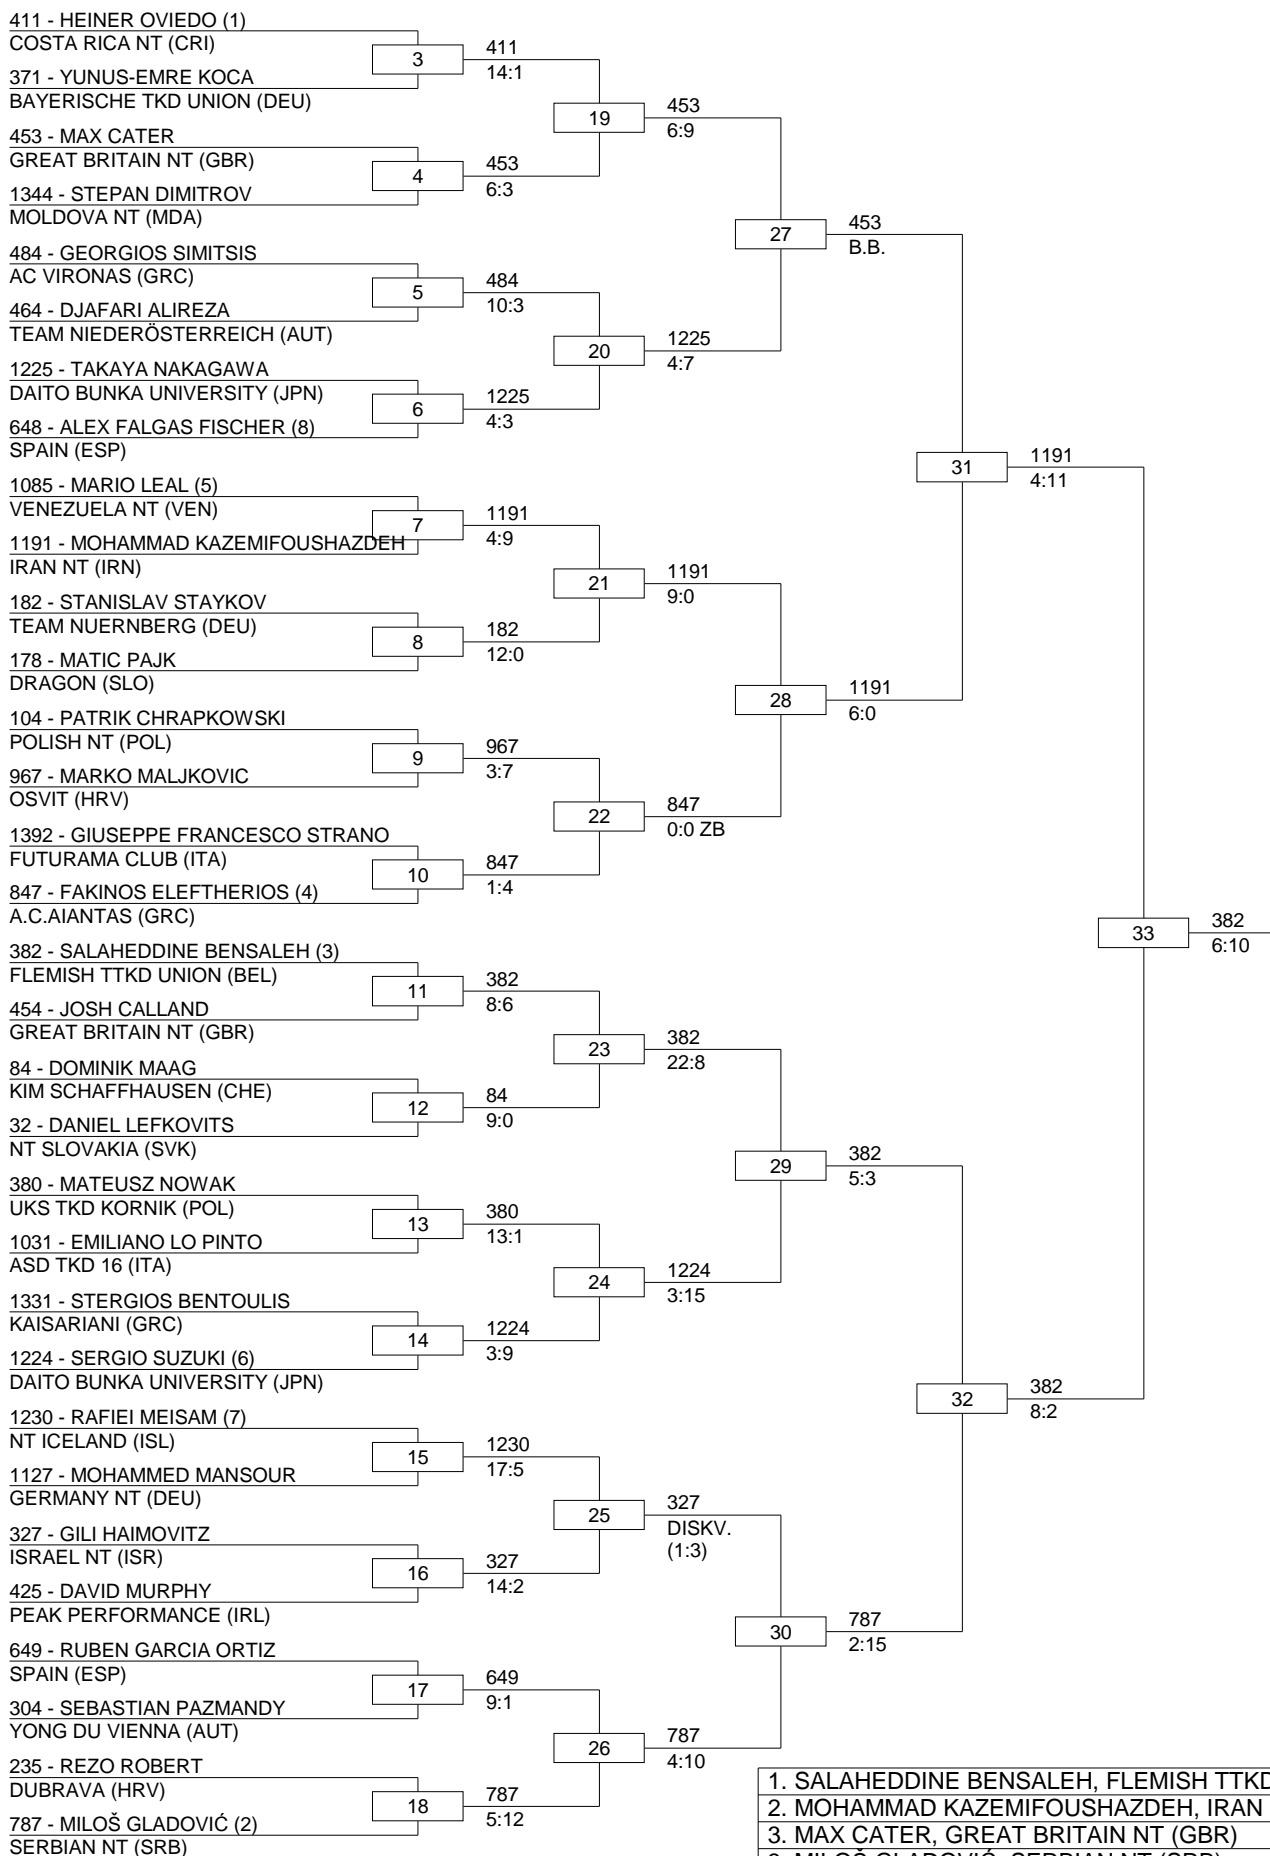 411 - HEINER OVIEDO (1)
COSTA RICA NT (CRI)
371 - YUNUS-EMRE KOCA
BAYERISCHE TKD UNION (DEU)
453 - MAX CATER
GREAT BRITAIN NT (GBR)
1344 - STEPAN DIMITROV
MOLDOVA NT (MDA)
484 - GEORGIOS SIMITSIS
AC VIRONAS (GRC)
464 - DJAFARI ALIREZA
TEAM NIEDERÖSTERREICH (AUT)
1225 - TAKAYA NAKAGAWA
DAITO BUNKA UNIVERSITY (JPN)
648 - ALEX FALGAS FISCHER (8)
SPAIN (ESP)
1085 - MARIO LEAL (5)
VENEZUELA NT (VEN)
1191 - MOHAMMAD KAZEMIFOUSHAZDEH
IRAN NT (IRN)
182 - STANISLAV STAYKOV
TEAM NUERNBERG (DEU)
178 - MATIC PAJK
DRAGON (SLO)
104 - PATRIK CHRAPKOWSKI
POLISH NT (POL)
967 - MARKO MALJKOVIC
OSVIT (HRV)
1392 - GIUSEPPE FRANCESCO STRANO
FUTURAMA CLUB (ITA)
847 - FAKINOS ELEFTHERIOS (4)
A.C.AIANTAS (GRC)
382 - SALAHEDDINE BENSALEH (3)
FLEMISH TTKD UNION (BEL)
454 - JOSH CALLAND
GREAT BRITAIN NT (GBR)
84 - DOMINIK MAAG
KIM SCHAFFHAUSEN (CHE)
32 - DANIEL LEFKOVITS
NT SLOVAKIA (SVK)
380 - MATEUSZ NOWAK
UKS TKD KORNIK (POL)
1031 - EMILIANO LO PINTO
ASD TKD 16 (ITA)
1331 - STERGIOS BENTOULIS
KAISARIANI (GRC)
1224 - SERGIO SUZUKI (6)
DAITO BUNKA UNIVERSITY (JPN)
1230 - RAFIEI MEISAM (7)
NT ICELAND (ISL)
1127 - MOHAMMED MANSOUR
GERMANY NT (DEU)
327 - GILI HAIMOVITZ
ISRAEL NT (ISR)
425 - DAVID MURPHY
PEAK PERFORMANCE (IRL)
649 - RUBEN GARCIA ORTIZ
SPAIN (ESP)
304 - SEBASTIAN PAZMANDY
YONG DU VIENNA (AUT)
235 - REZO ROBERT
DUBRAVA (HRV)
787 - MILOŠ GLADOVIĆ (2)
SERBIAN NT (SRB)
3
411
14:1
4
453
6:3
5
484
10:3
6
1225
4:3
7
1191
4:9
8
182
12:0
9
967
3:7
10
847
1:4
11
382
8:6
12
84
9:0
13
380
13:1
14
1224
3:9
15
1230
17:5
16
327
14:2
17
649
9:1
18
787
5:12
19
453
6:9
20
1225
4:7
21
1191
9:0
22
847
0:0 ZB
23
382
22:8
24
1224
3:15
25
327
DISKV.
(1:3)
26
787
4:10
27
453
B.B.
28
1191
6:0
29
382
5:3
30
787
2:15
31
1191
4:11
32
382
8:2
33
382
6:10
1. SALAHEDDINE BENSALEH, FLEMISH TTKD
2. MOHAMMAD KAZEMIFOUSHAZDEH, IRAN
3. MAX CATER, GREAT BRITAIN NT (GBR)
3. MILOŠ GLADOVIĆ, SERBIAN NT (SRB)